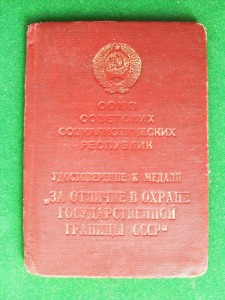 СОЮЗ
СОВЕТСКИХ
СОЦИАЛИСТИЧЕСКИХ
РЕСПУБЛИК
УДОСТОВЕРЕНИЕ К МЕДАЛИ
„ЗА ОТЛИЧИЕ В ОХРАНЕ
ГОСУДАРСТВЕННОЙ
ГРАНИЦЫ СССР“